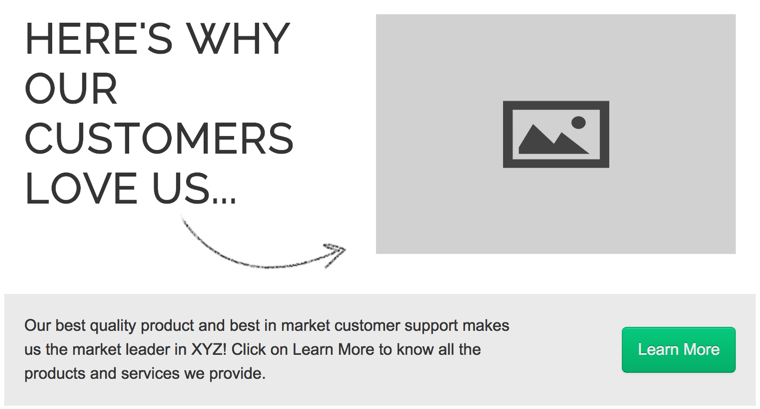 HERE'S WHY
OUR
CUSTOMERS
LOVE US...
Our best quality product and best in market customer support makes
us the market leader in XYZ! Click on Learn More to know all the
products and services we provide.
Learn More